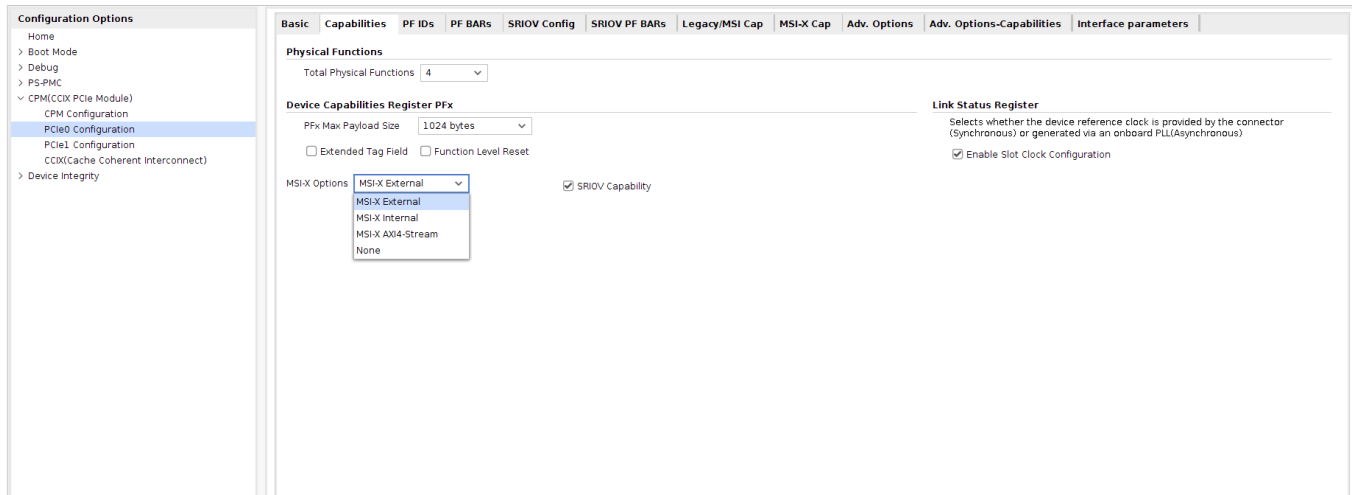 Configuration Options
Home
Boot Mode
Debug
PS-PMC
CPM(CCIX PCIe Module)
CPM Configuration
PCIe0 Configuration
PCIe1 Configuration
CCIX(Cache Coherent Interconnect)
Device Integrity
Basic Capabilities PF IDs PF BARs SRIOV Config SRIOV PF BARs Legacy/MSI Cap MSI-X Cap Adv. Options Adv. Options-Capabilities Interface parameters
Physical Functions
Total Physical Functions 4
Device Capabilities Register PFx
PFx Max Payload Size 1024 bytes
Extended Tag Field Function Level Reset
MSI-X Options MSI-X External SRIOV Capability
MSI-X External
MSI-X Internal
MSI-X AXI4-Stream
None
Link Status Register
Selects whether the device reference clock is provided by the connector
(Synchronous) or generated via an onboard PLL(Asynchronous)
Enable Slot Clock Configuration